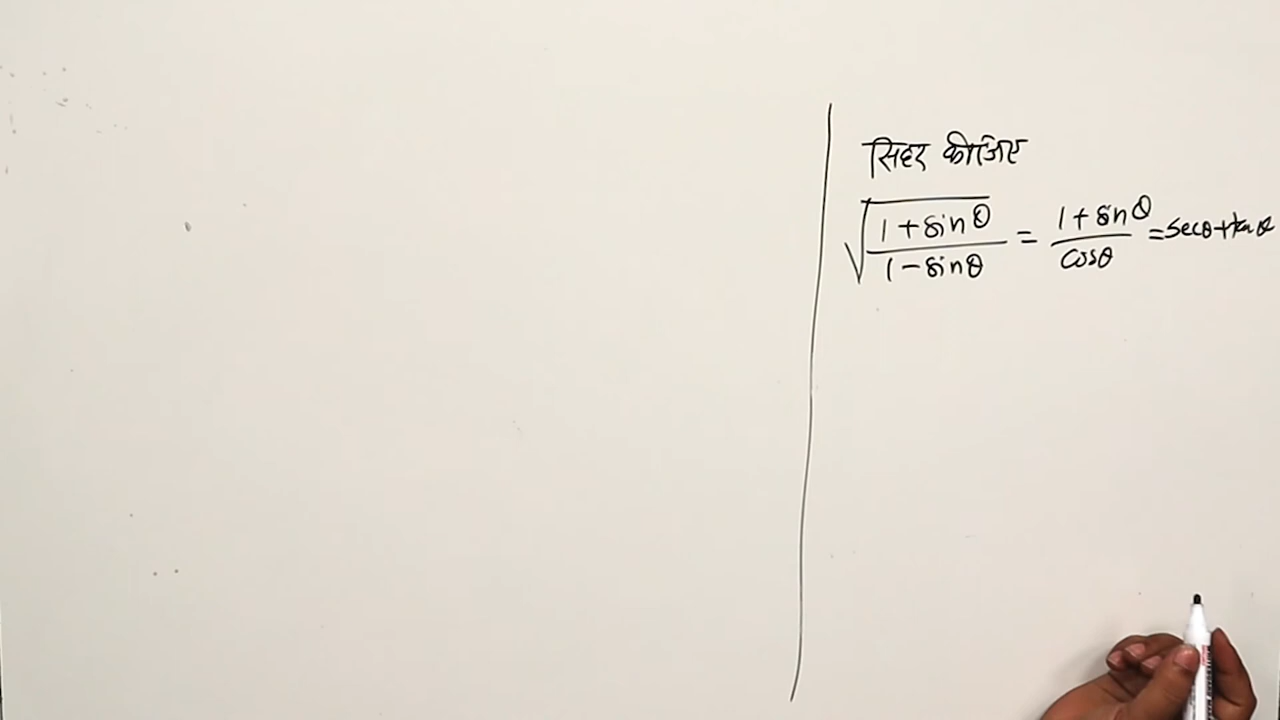 सिद्द कीजिए
√(1+sinθ / 1-sinθ) = 1+sinθ / cosθ = secθ+tanθ